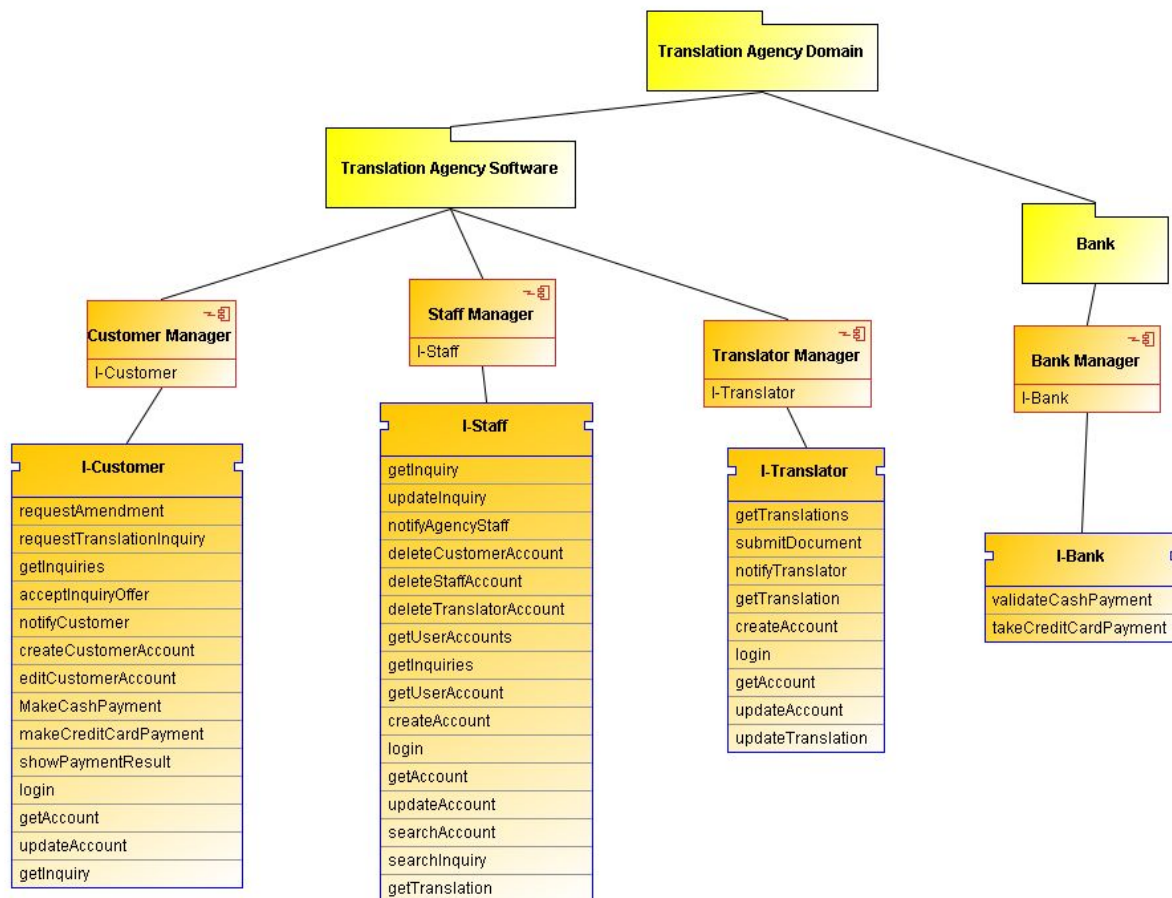 Translation Agency Domain
Translation Agency Software
Bank
Customer Manager
I-Customer
Staff Manager
I-Staff
Translator Manager
I-Translator
Bank Manager
I-Bank
I-Customer
requestAmendment
requestTranslationInquiry
getInquiries
acceptInquiryOffer
notifyCustomer
createCustomerAccount
editCustomerAccount
MakeCashPayment
makeCreditCardPayment
showPaymentResult
login
getAccount
updateAccount
getInquiry
I-Staff
getInquiry
updateInquiry
notifyAgencyStaff
deleteCustomerAccount
deleteStaffAccount
deleteTranslatorAccount
getUserAccounts
getInquiries
getUserAccount
createAccount
login
getAccount
updateAccount
searchAccount
searchInquiry
getTranslation
I-Translator
getTranslations
submitDocument
notifyTranslator
getTranslation
createAccount
login
getAccount
updateAccount
updateTranslation
I-Bank
validateCashPayment
takeCreditCardPayment